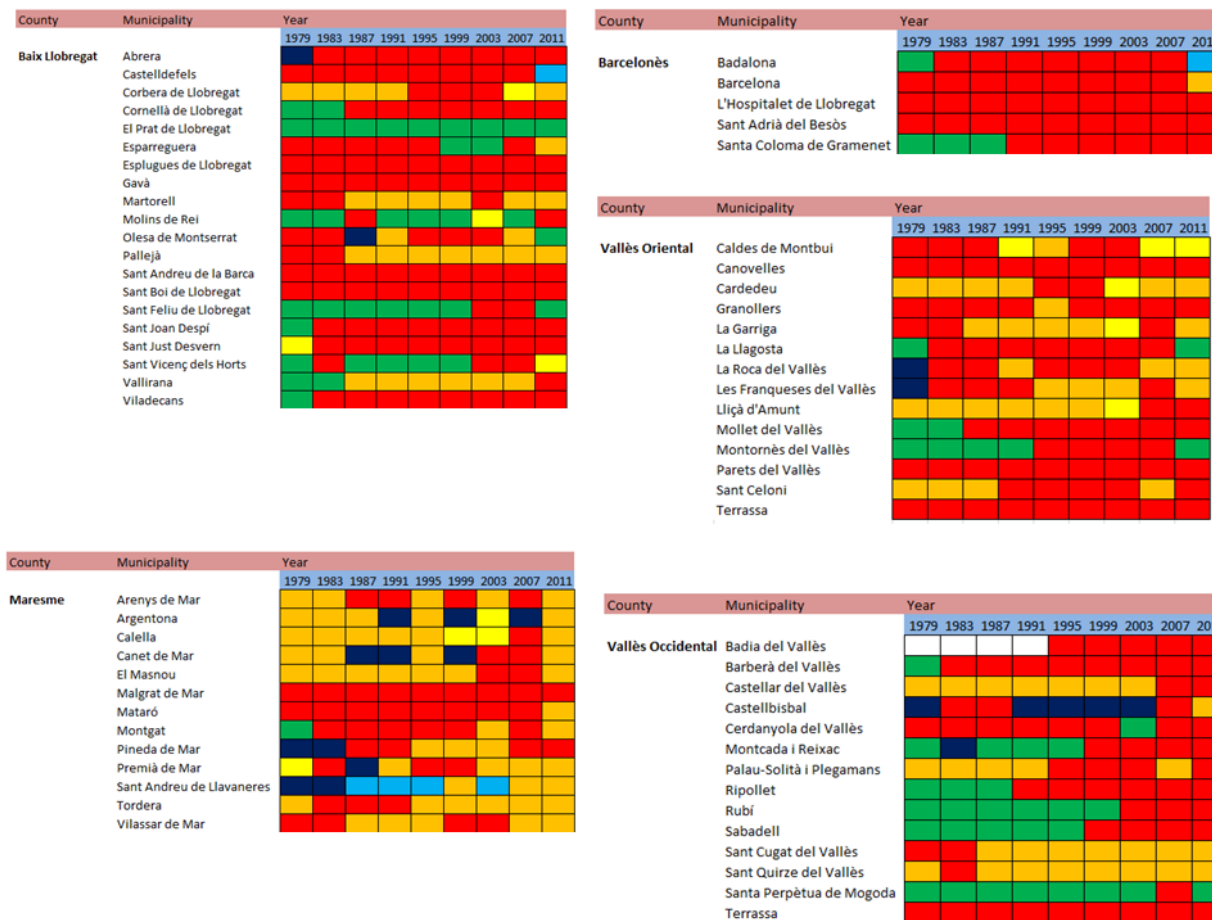 County Municipality Year
1979 1983 1987 1991 1995 1999 2003 2007 2011
Baix Llobregat Abrera
Castelldefels
Corbera de Llobregat
Cornellà de Llobregat
El Prat de Llobregat
Esparreguera
Esplugues de Llobregat
Gavà
Martorell
Molins de Rei
Olesa de Montserrat
Pallejà
Sant Andreu de la Barca
Sant Boi de Llobregat
Sant Feliu de Llobregat
Sant Joan Despí
Sant Just Desvern
Sant Vicenç dels Horts
Vallirana
Viladecans
County Municipality Year
1979 1983 1987 1991 1995 1999 2003 2007 201
Barcelonès Badalona
Barcelona
L'Hospitalet de Llobregat
Sant Adrià del Besòs
Santa Coloma de Gramenet
County Municipality Year
1979 1983 1987 1991 1995 1999 2003 2007 2011
Vallès Oriental Caldes de Montbui
Canovelles
Cardedeu
Granollers
La Garriga
La Llagosta
La Roca del Vallès
Les Franqueses del Vallès
Lliçà d'Amunt
Mollet del Vallès
Montornès del Vallès
Parets del Vallès
Sant Celoni
Terrassa
County Municipality Year
1979 1983 1987 1991 1995 1999 2003 2007 2011
Maresme Arenys de Mar
Argentona
Calella
Canet de Mar
El Masnou
Malgrat de Mar
Mataró
Montgat
Pineda de Mar
Premià de Mar
Sant Andreu de Llavaneres
Tordera
Vilassar de Mar
County Municipality Year
1979 1983 1987 1991 1995 1999 2003 2007 20
Vallès Occidental Badia del Vallès
Barberà del Vallès
Castellar del Vallès
Castellbisbal
Cerdanyola del Vallès
Montcada i Reixac
Palau-Solità i Plegamans
Ripollet
Rubí
Sabadell
Sant Cugat del Vallès
Sant Quirze del Vallès
Santa Perpètua de Mogoda
Terrassa